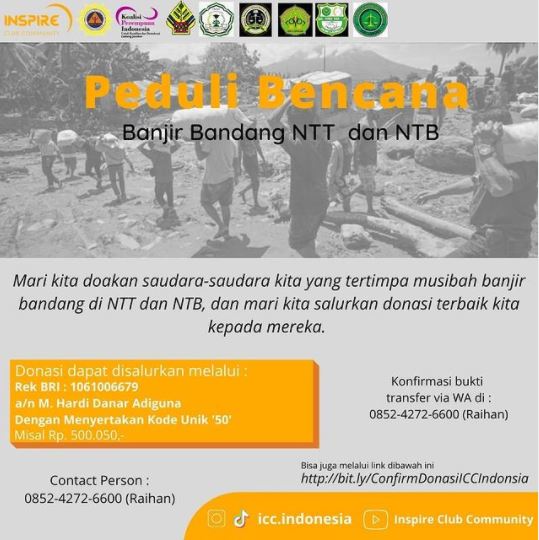 INSPIRE
CLUB COMMUNITY
Koalisi
Perempuan
Indonesia
Peduli Bencana
Banjir Bandang NTT dan NTB
Mari kita doakan saudara-saudara kita yang tertimpa musibah banjir
bandang di NTT dan NTB, dan mari kita salurkan donasi terbaik kita
kepada mereka.
Donasi dapat disalurkan melalui :
Rek BRI : 1061006679
a/n M. Hardi Danar Adiguna
Dengan Menyertakan Kode Unik '50'
Misal Rp. 500.050,-
Konfirmasi bukti
transfer via WA di :
0852-4272-6600 (Raihan)
Contact Person :
0852-4272-6600 (Raihan)
Bisa juga melalui link dibawah ini
http://bit.ly/ConfirmDonasiICCIndonsia
icc.indonesia
Inspire Club Community